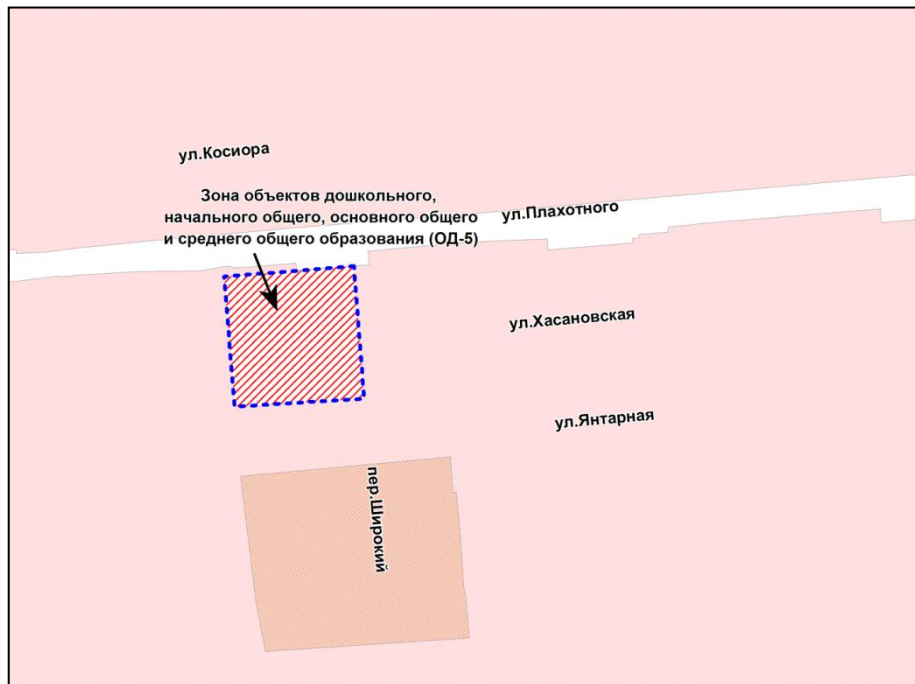 ул.Косиора
Зона объектов дошкольного,
начального общего, основного общего
и среднего общего образования (ОД-5)
ул.Плахотного
ул.Хасановская
ул.Янтарная
пер.Широкий